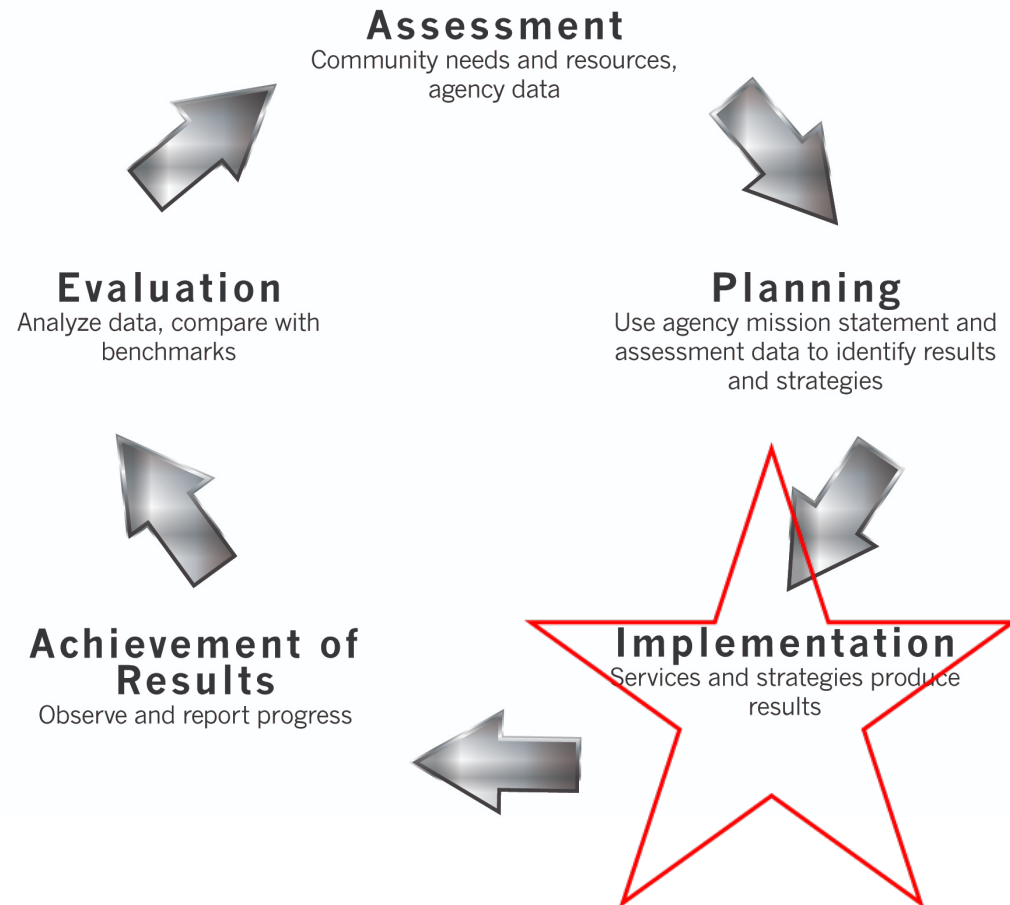 Assessment
Community needs and resources,
agency data
Planning
Use agency mission statement and
assessment data to identify results
and strategies
Implementation
Services and strategies produce
results
Achievement of
Results
Observe and report progress
Evaluation
Analyze data, compare with
benchmarks